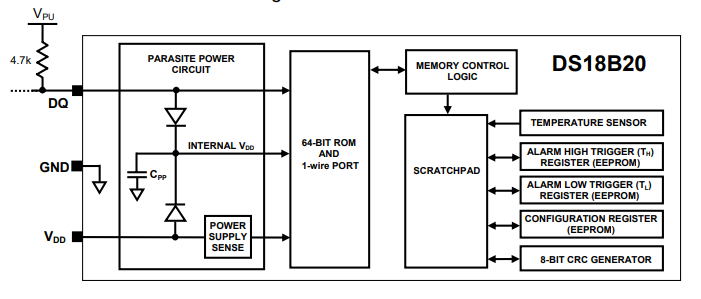 VPU
4.7k
DQ
GND
VDD
PARASITE POWER
CIRCUIT
INTERNAL VDD
CPP
POWER
SUPPLY
SENSE
64-BIT ROM
AND
1-wire PORT
MEMORY CONTROL
LOGIC
SCRATCHPAD
DS18B20
TEMPERATURE SENSOR
ALARM HIGH TRIGGER (TH)
REGISTER (EEPROM)
ALARM LOW TRIGGER (TL)
REGISTER (EEPROM)
CONFIGURATION REGISTER
(EEPROM)
8-BIT CRC GENERATOR